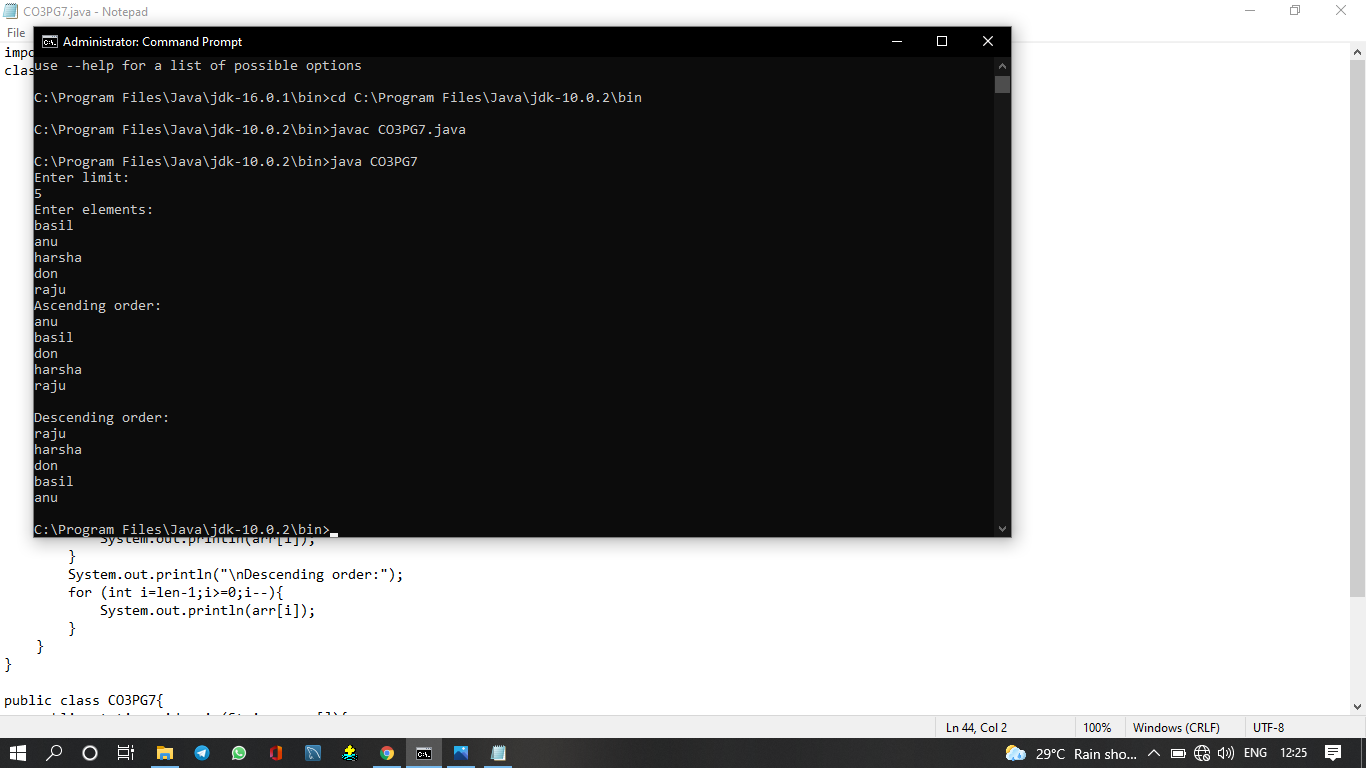 CO3PG7.java - Notepad
File
impo
clas
Administrator: Command Prompt
use --help for a list of possible options
C:\Program Files\Java\jdk-16.0.1\bin>cd C:\Program Files\Java\jdk-10.0.2\bin
C:\Program Files\Java\jdk-10.0.2\bin>javac CO3PG7.java
C:\Program Files\Java\jdk-10.0.2\bin>java CO3PG7
Enter limit:
5
Enter elements:
basil
anu
harsha
don
raju
Ascending order:
anu
basil
don
harsha
raju
Descending order:
raju
harsha
don
basil
anu
C:\Program Files\Java\jdk-10.0.2\bin>
System.out.println(arr[i]);
}
System.out.println("\nDescending order:");
for (int i=len-1;i>=0;i--){
System.out.println(arr[i]);
}
}
}
public class CO3PG7{
Ln 44, Col 2
100%
Windows (CRLF)
UTF-8
29°C Rain sho...
ENG
12:25